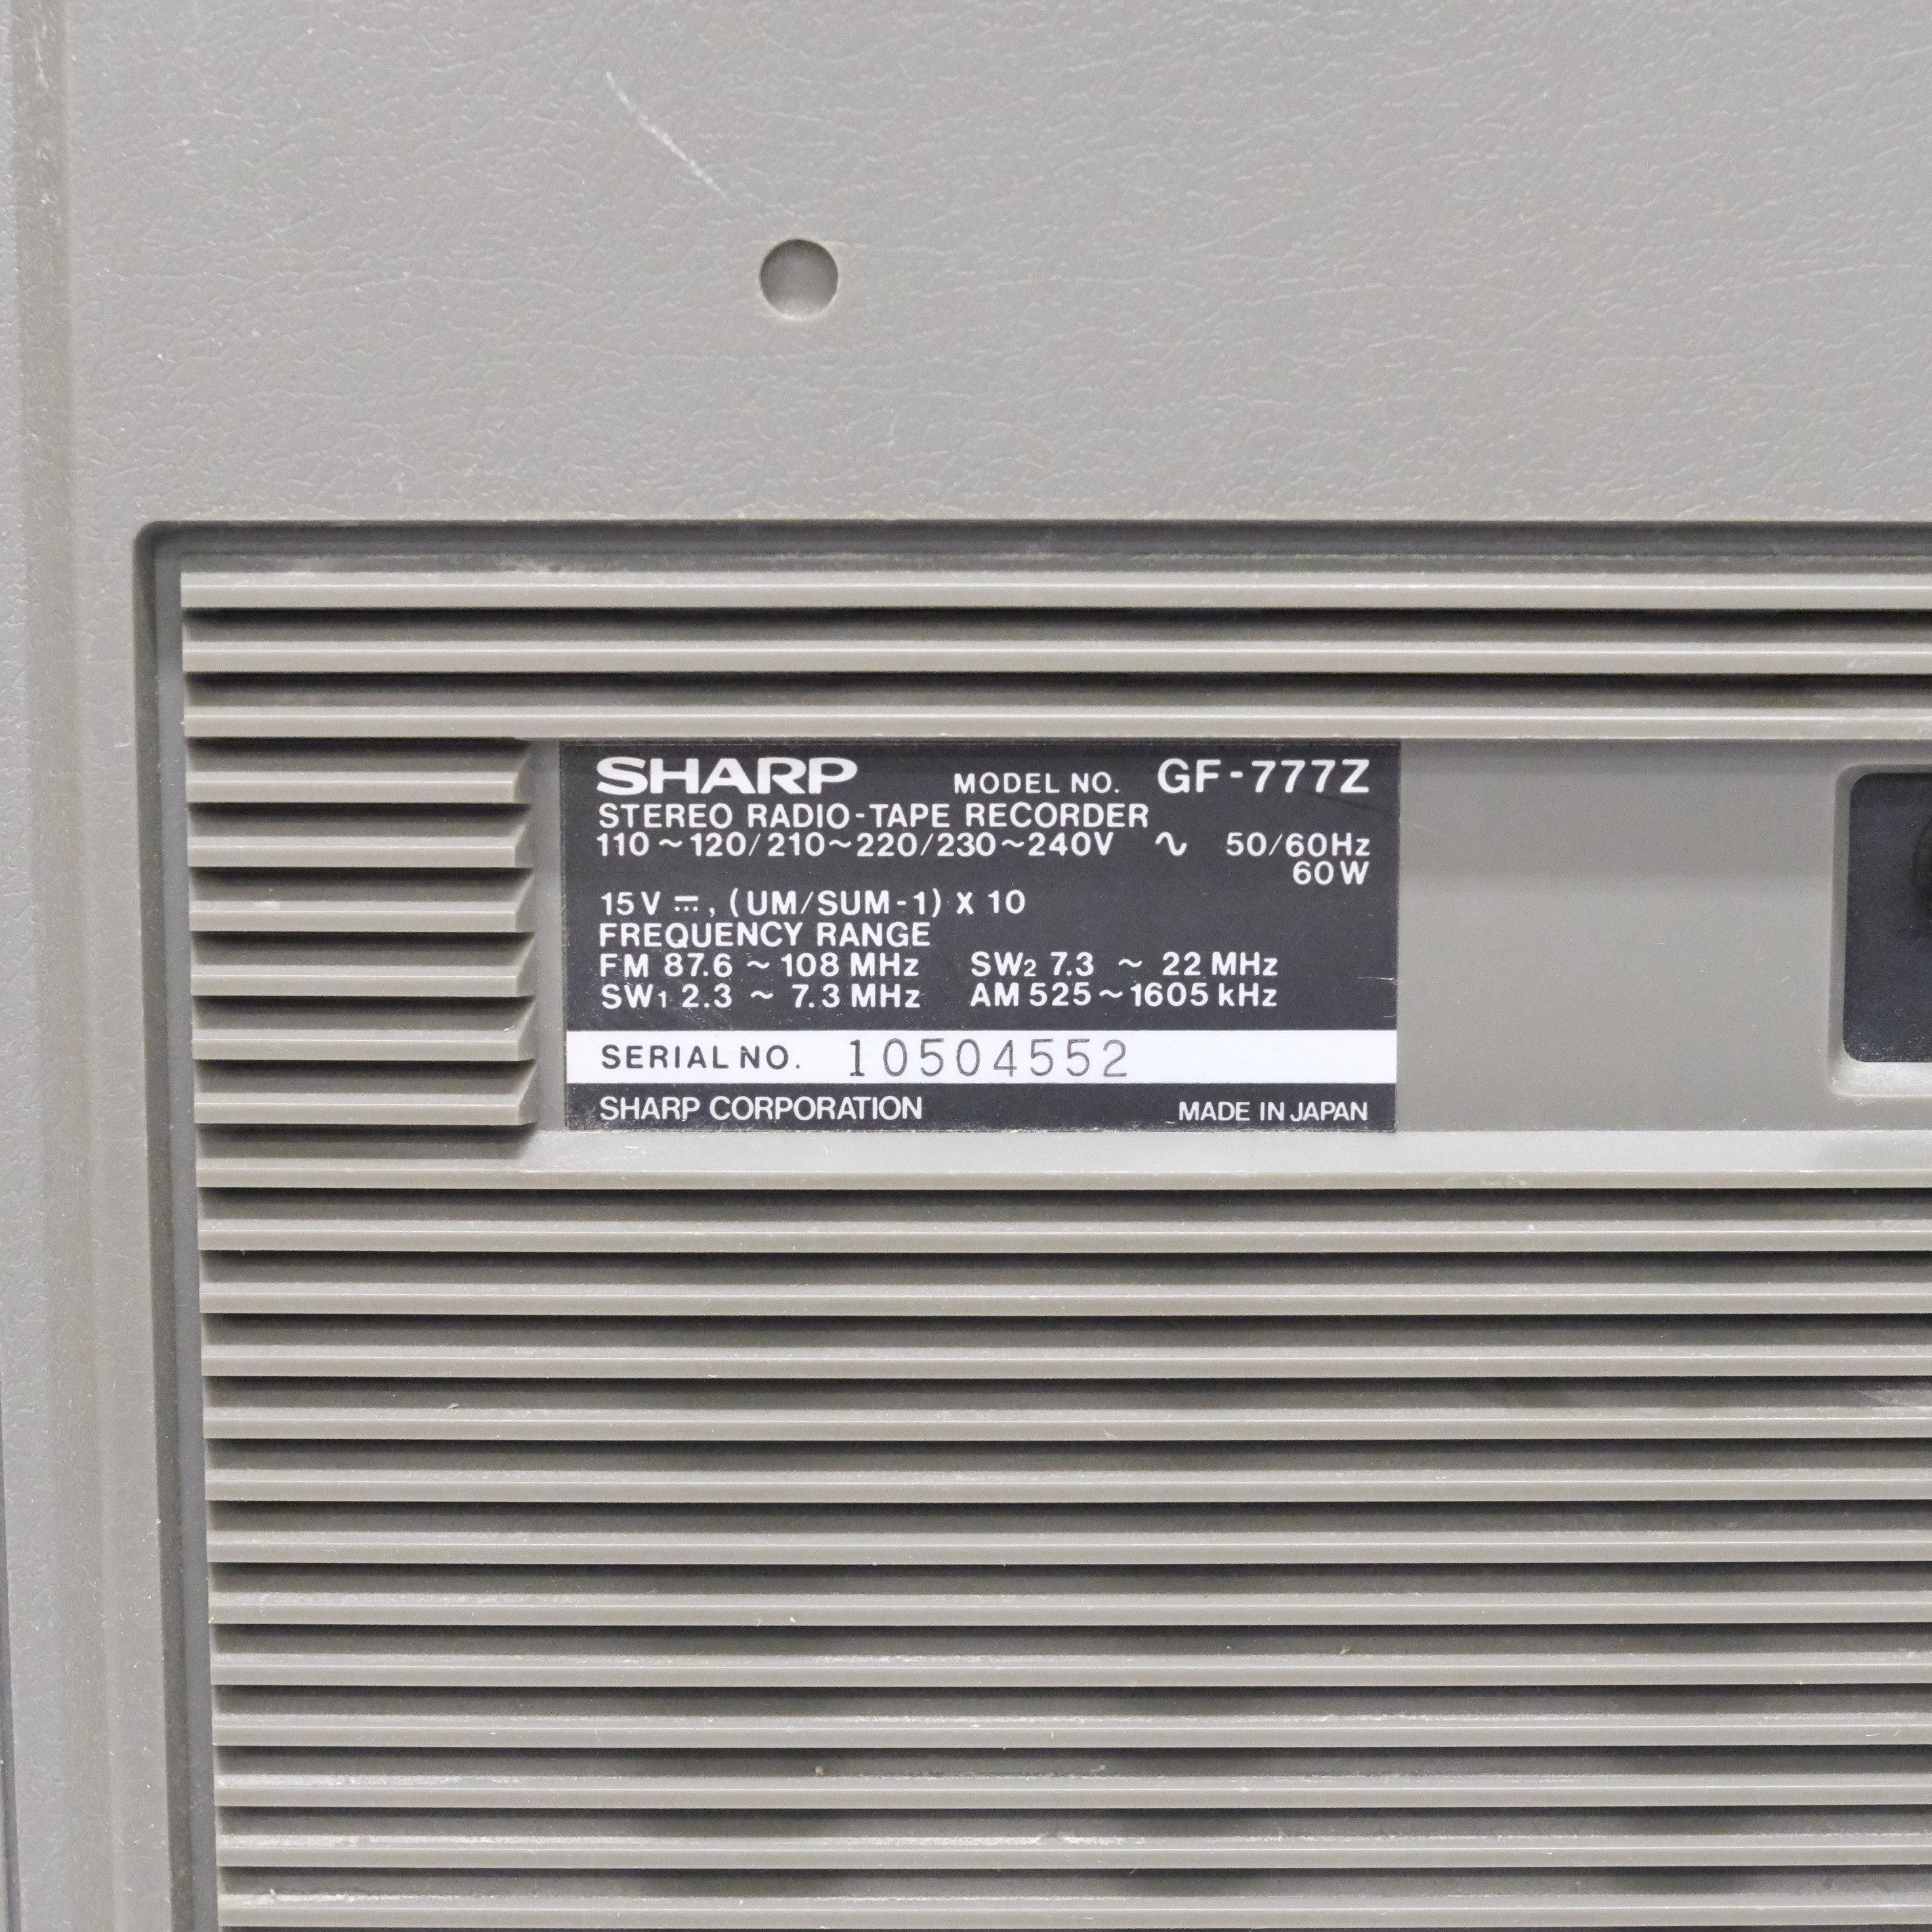 SHARP MODEL NO. GF-777Z
STEREO RADIO-TAPE RECORDER
110~120/210~220/230~240V ∿ 50/60Hz
60W
15V ⎓, (UM/SUM-1) X 10
FREQUENCY RANGE
FM 87.6 ~ 108 MHz SW2 7.3 ~ 22 MHz
SW1 2.3 ~ 7.3 MHz AM 525~1605 kHz
SERIAL NO. 10504552
SHARP CORPORATION MADE IN JAPAN